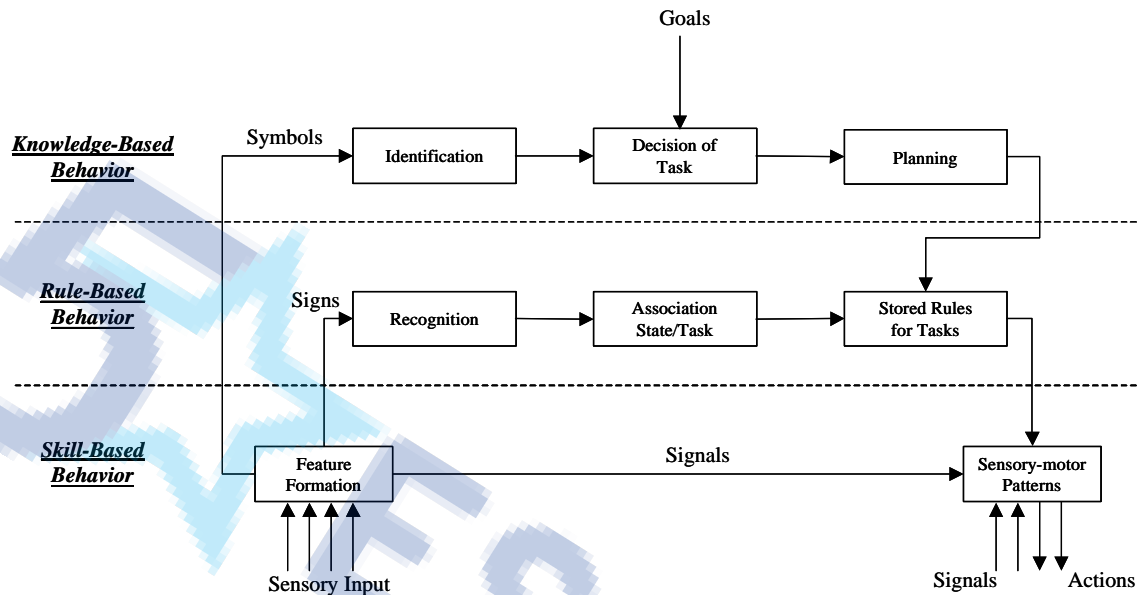 Goals
Knowledge-Based
Behavior
Symbols
Identification
Decision of
Task
Planning
Rule-Based
Behavior
Signs
Recognition
Association
State/Task
Stored Rules
for Tasks
Skill-Based
Behavior
Feature
Formation
Signals
Sensory-motor
Patterns
Sensory Input
Signals
Actions
ES